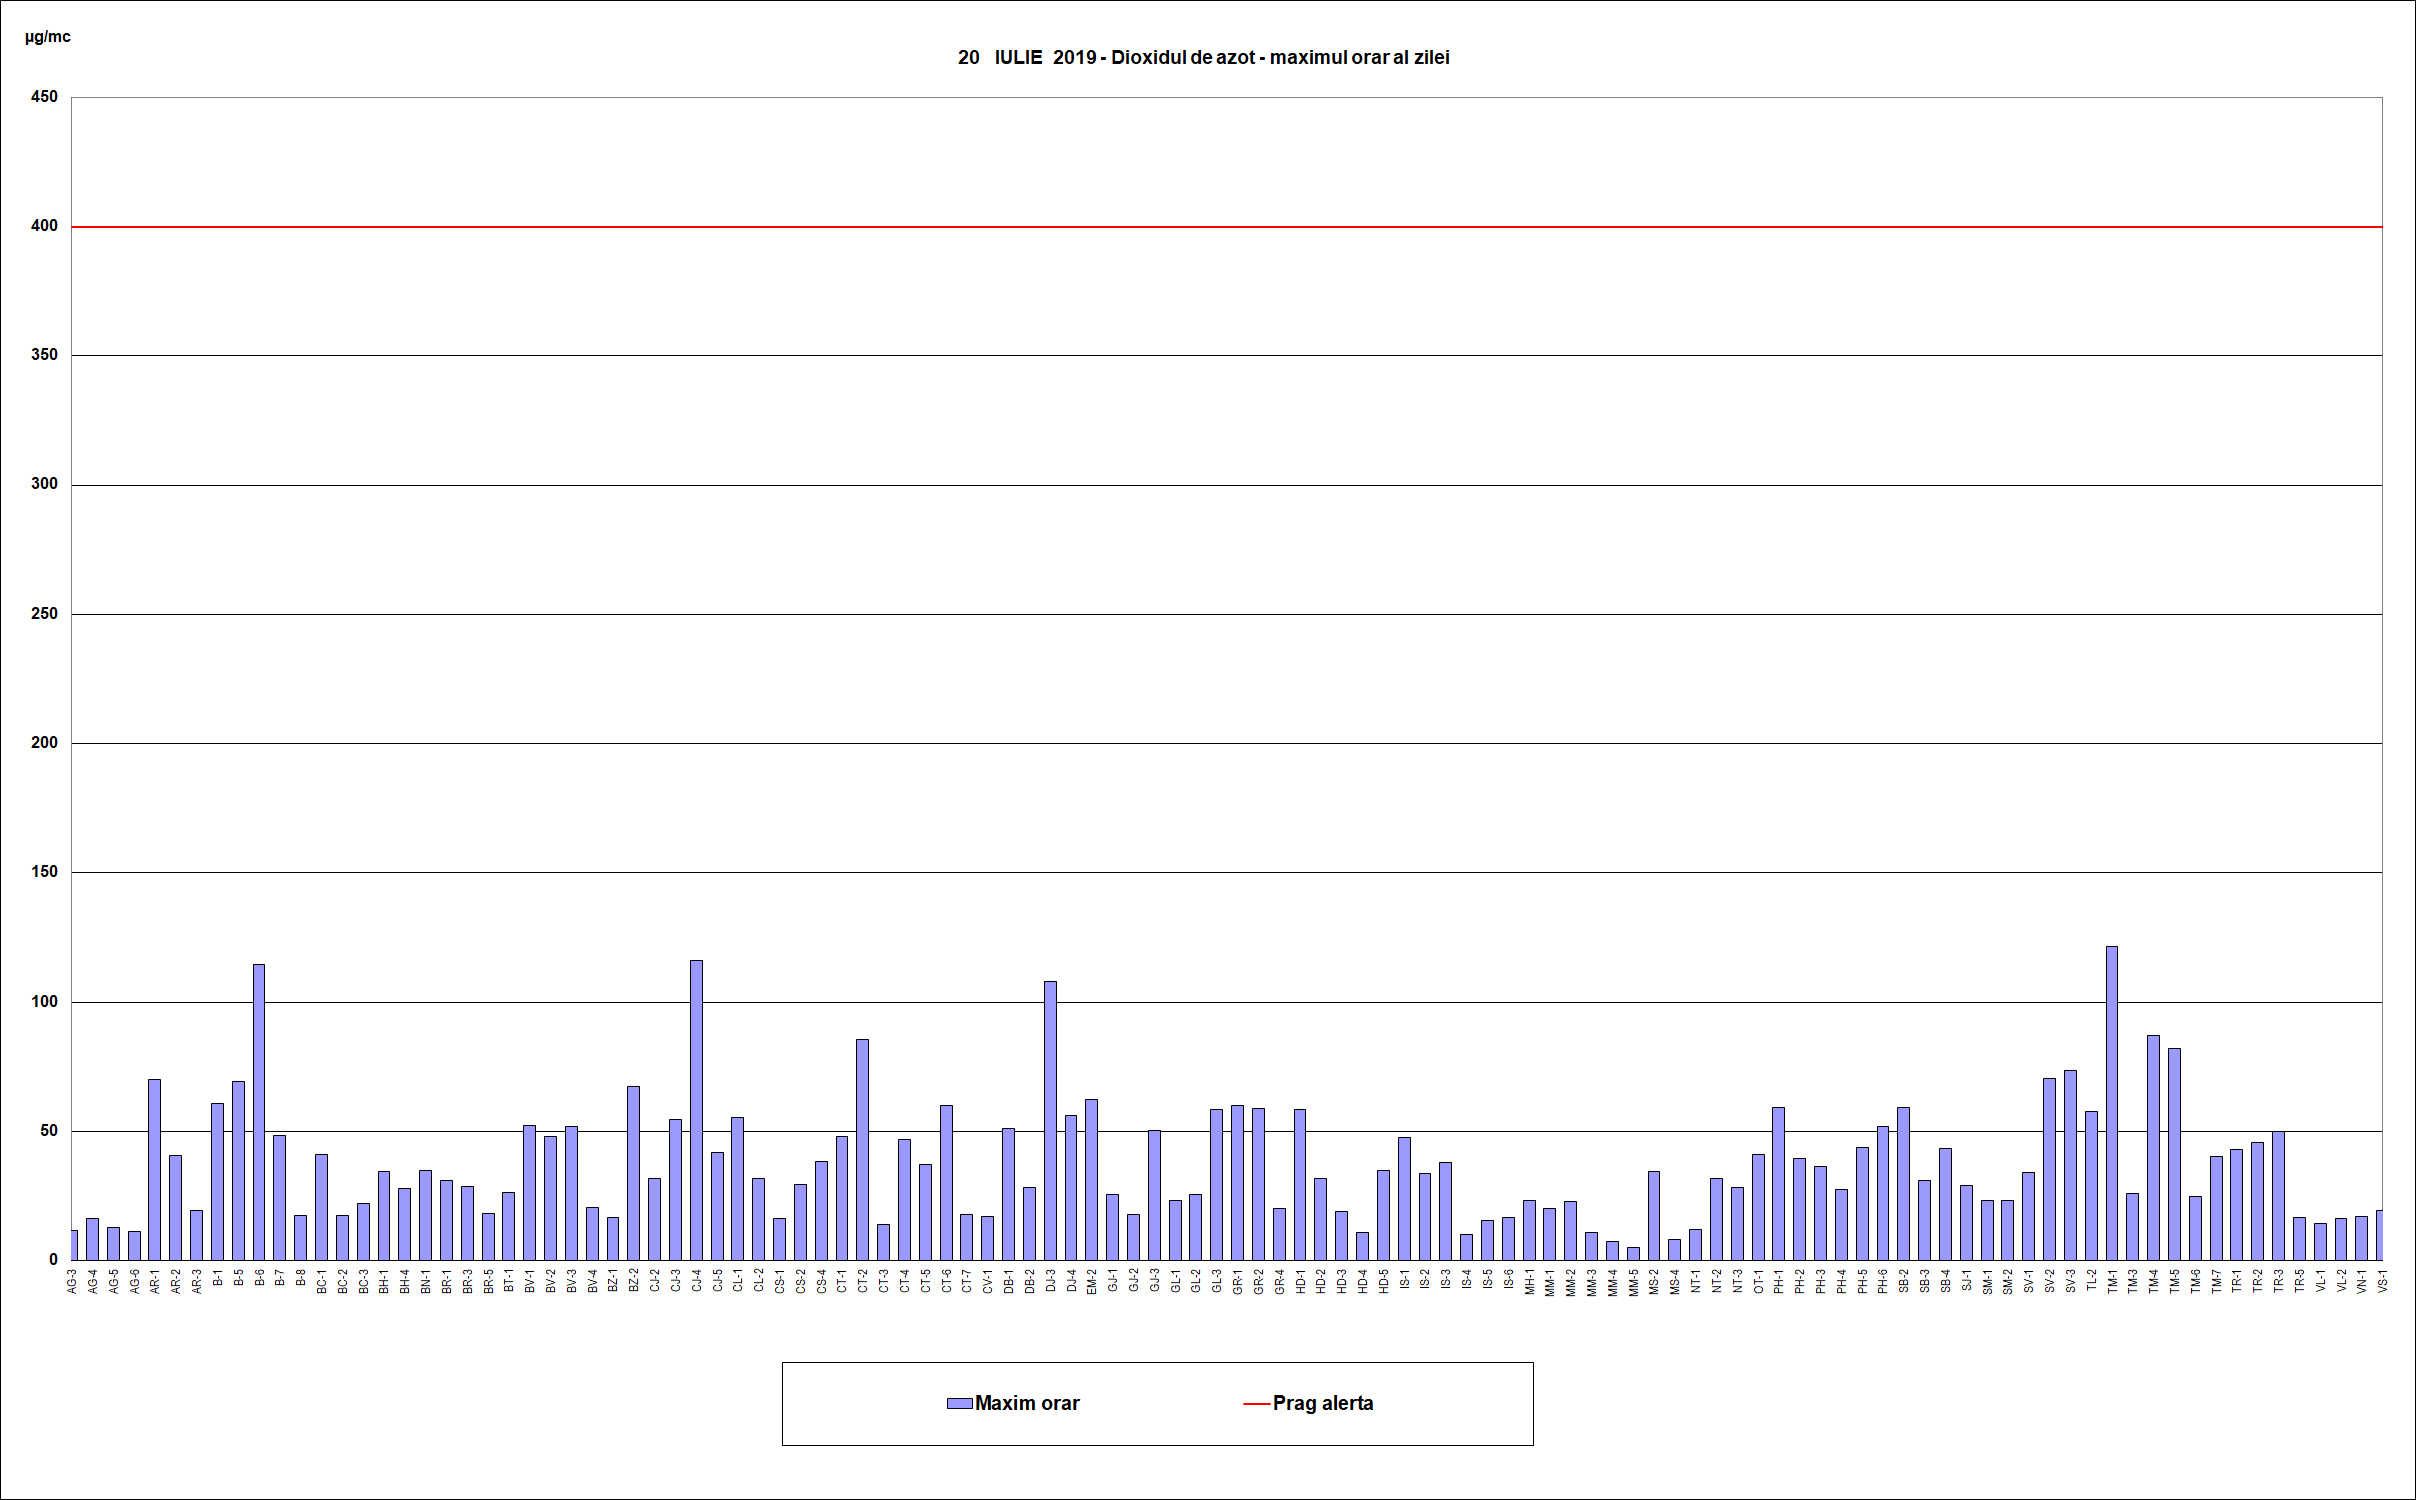 µg/mc
20 IULIE 2019 - Dioxidul de azot - maximul orar al zilei
450
400
350
300
250
200
150
100
50
0
AG-3 AG-4 AG-5 AG-6 AR-1 AR-2 AR-3 B-1 B-5 B-6 B-7 B-8 BC-1 BC-2 BC-3 BH-1 BH-4 BN-1 BR-1 BR-3 BR-5 BT-1 BV-1 BV-2 BV-3 BV-4 BZ-1 BZ-2 CJ-2 CJ-3 CJ-4 CJ-5 CL-1 CL-2 CS-1 CS-2 CS-4 CT-1 CT-2 CT-3 CT-4 CT-5 CT-6 CT-7 CV-1 DB-1 DB-2 DJ-3 DJ-4 EM-2 GJ-1 GJ-2 GJ-3 GL-1 GL-2 GL-3 GR-1 GR-2 GR-4 HD-1 HD-2 HD-3 HD-4 HD-5 IS-1 IS-2 IS-3 IS-4 IS-5 IS-6 MH-1 MM-1 MM-2 MM-3 MM-4 MM-5 MS-2 MS-4 NT-1 NT-2 NT-3 OT-1 PH-1 PH-2 PH-3 PH-4 PH-5 PH-6 SB-2 SB-3 SB-4 SJ-1 SM-1 SM-2 SV-1 SV-2 SV-3 TL-2 TM-1 TM-3 TM-4 TM-5 TM-6 TM-7 TR-1 TR-2 TR-3 TR-5 VL-1 VL-2 VN-1 VS-1
Maxim orar Prag alerta